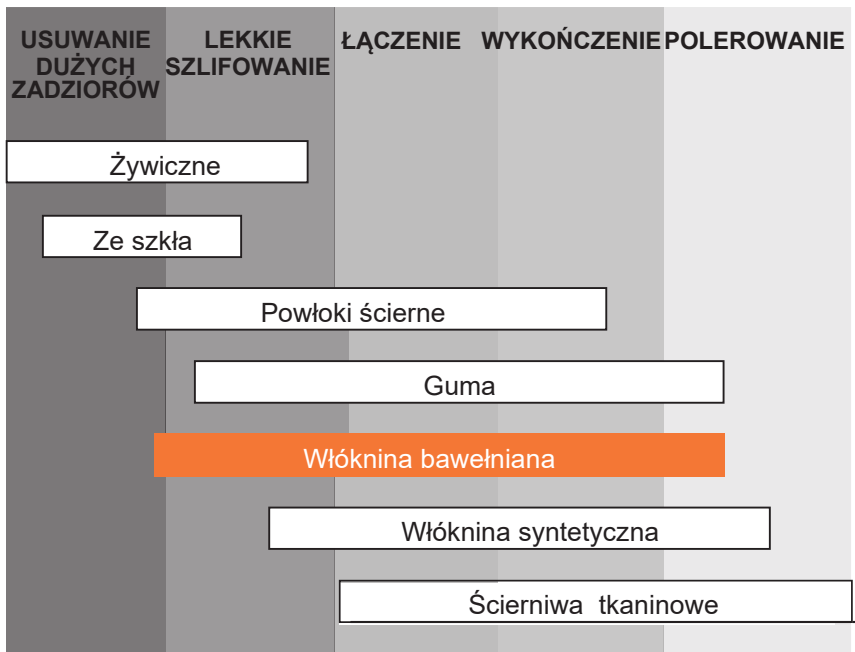 USUWANIE
DUŻYCH
ZADZIORÓW
LEKKIE
SZLIFOWANIE
ŁĄCZENIE
WYKOŃCZENIE
POLEROWANIE
Żywiczne
Ze szkła
Powłoki ścierne
Guma
Włóknina bawełniana
Włóknina syntetyczna
Ścierniwa tkaninowe